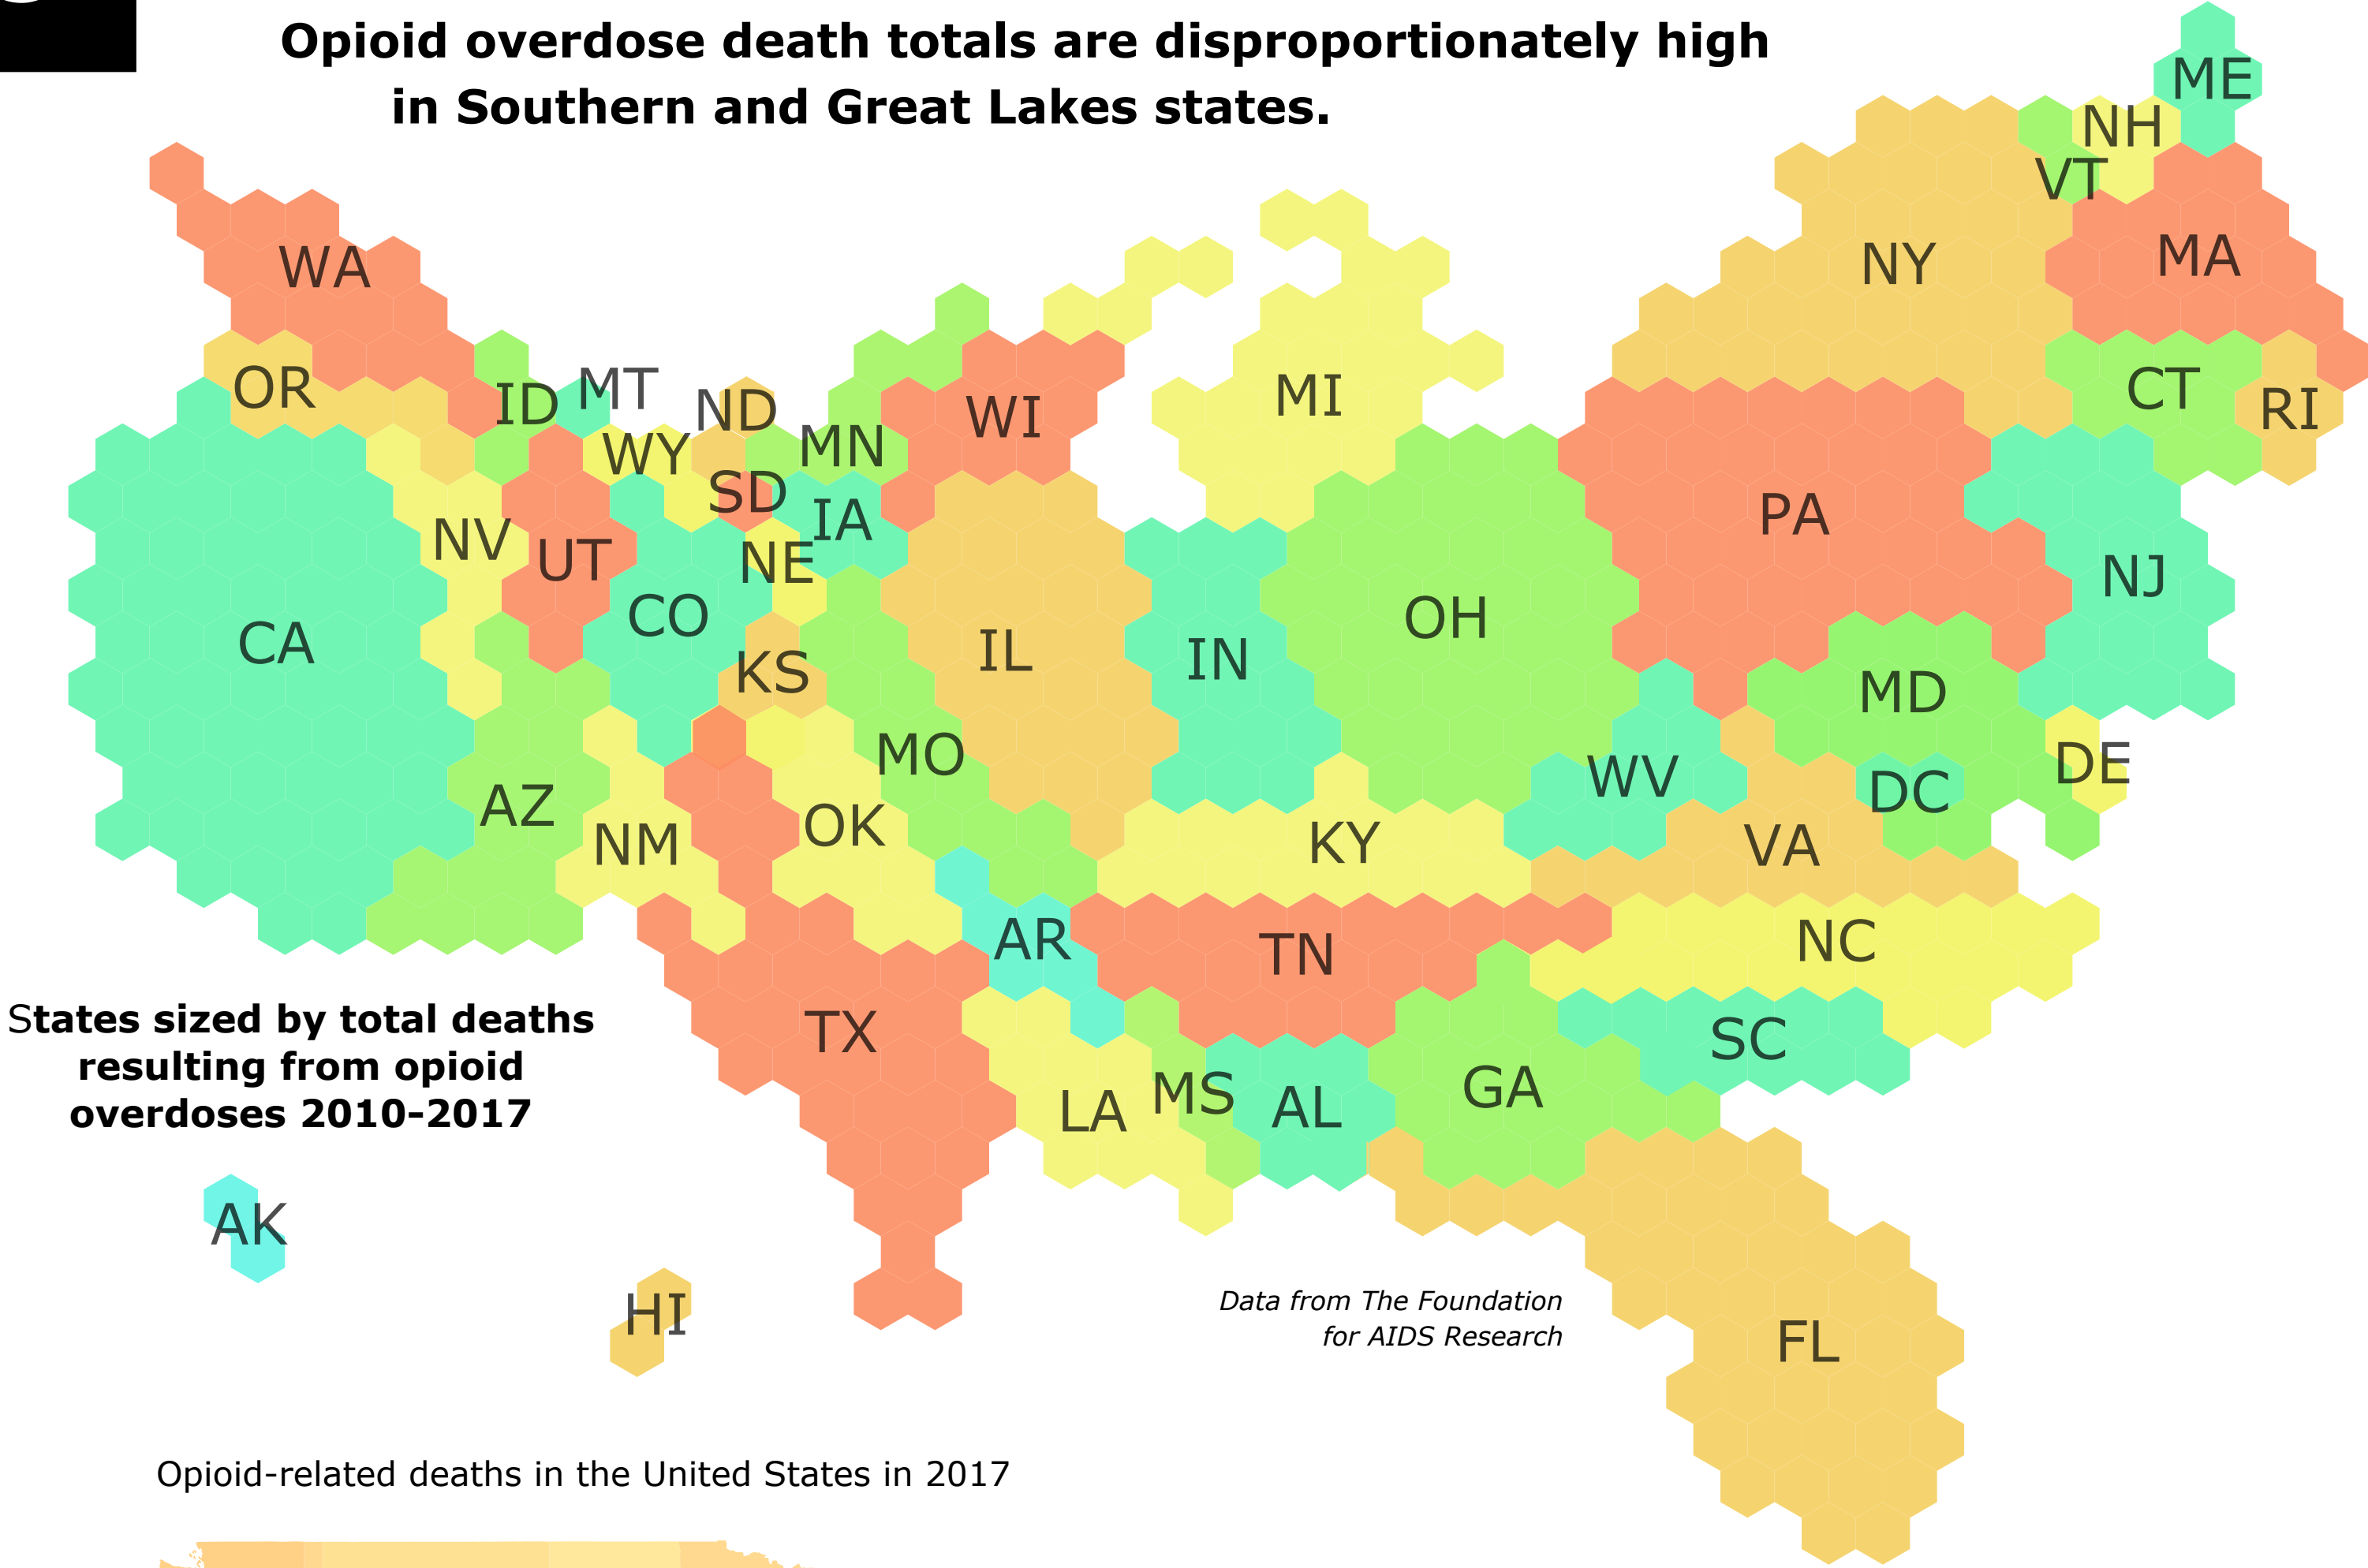 Opioid overdose death totals are disproportionately high
in Southern and Great Lakes states.
ME
NH
VT
WA
NY
MA
OR
ID
MT
ND
WI
MI
CT
RI
WY
MN
SD
IA
PA
NV
UT
NE
NJ
CA
CO
KS
IL
IN
OH
MD
MO
WV
DC
DE
AZ
NM
OK
KY
VA
AR
TN
NC
TX
SC
States sized by total deaths
resulting from opioid
overdoses 2010-2017
LA
MS
AL
GA
AK
HI
Data from The Foundation
for AIDS Research
FL
Opioid-related deaths in the United States in 2017